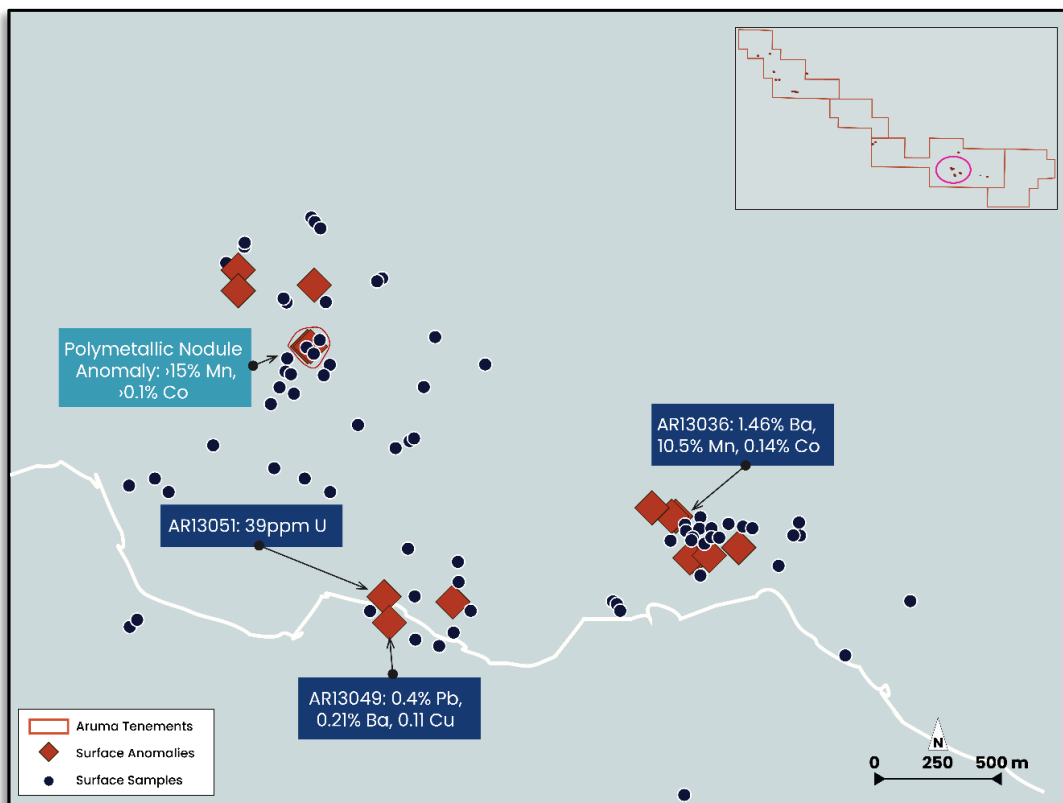 Polymetallic Nodule
Anomaly: ›15% Mn,
›0.1% Co
AR13036: 1.46% Ba,
10.5% Mn, 0.14% Co
AR13051: 39ppm U
AR13049: 0.4% Pb,
0.21% Ba, 0.11 Cu
Aruma Tenements
Surface Anomalies
Surface Samples
N
0 250 500 m